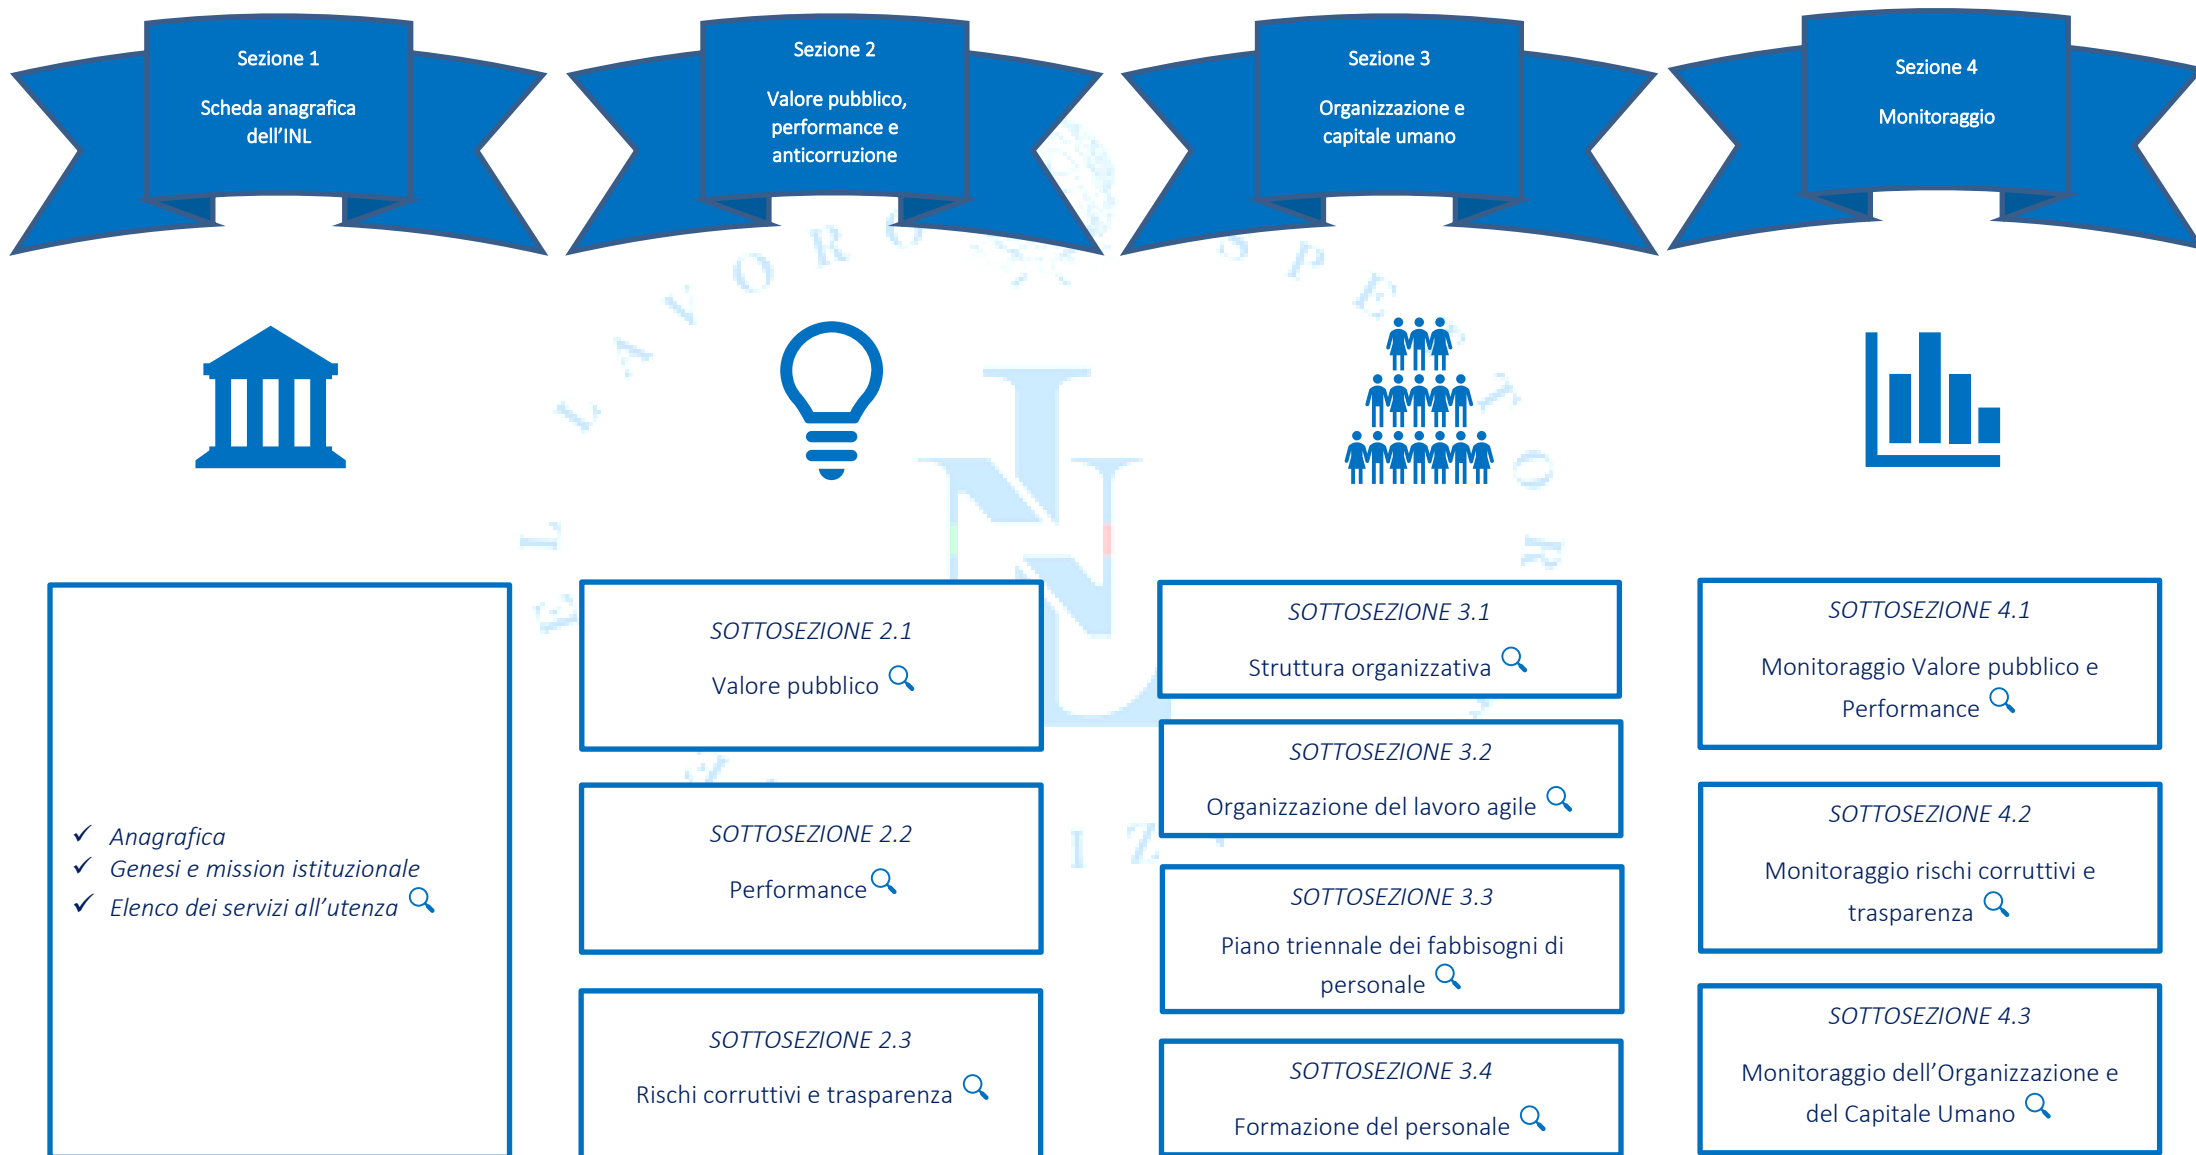 Sezione 1
Scheda anagrafica
dell'INL
Sezione 2
Valore pubblico,
performance e
anticorruzione
Sezione 3
Organizzazione e
capitale umano
Sezione 4
Monitoraggio
✓ Anagrafica
✓ Genesi e mission istituzionale
✓ Elenco dei servizi all'utenza
SOTTOSEZIONE 2.1
Valore pubblico
SOTTOSEZIONE 2.2
Performance
SOTTOSEZIONE 2.3
Rischi corruttivi e trasparenza
SOTTOSEZIONE 3.1
Struttura organizzativa
SOTTOSEZIONE 3.2
Organizzazione del lavoro agile
SOTTOSEZIONE 3.3
Piano triennale dei fabbisogni di
personale
SOTTOSEZIONE 3.4
Formazione del personale
SOTTOSEZIONE 4.1
Monitoraggio Valore pubblico e
Performance
SOTTOSEZIONE 4.2
Monitoraggio rischi corruttivi e
trasparenza
SOTTOSEZIONE 4.3
Monitoraggio dell'Organizzazione e
del Capitale Umano